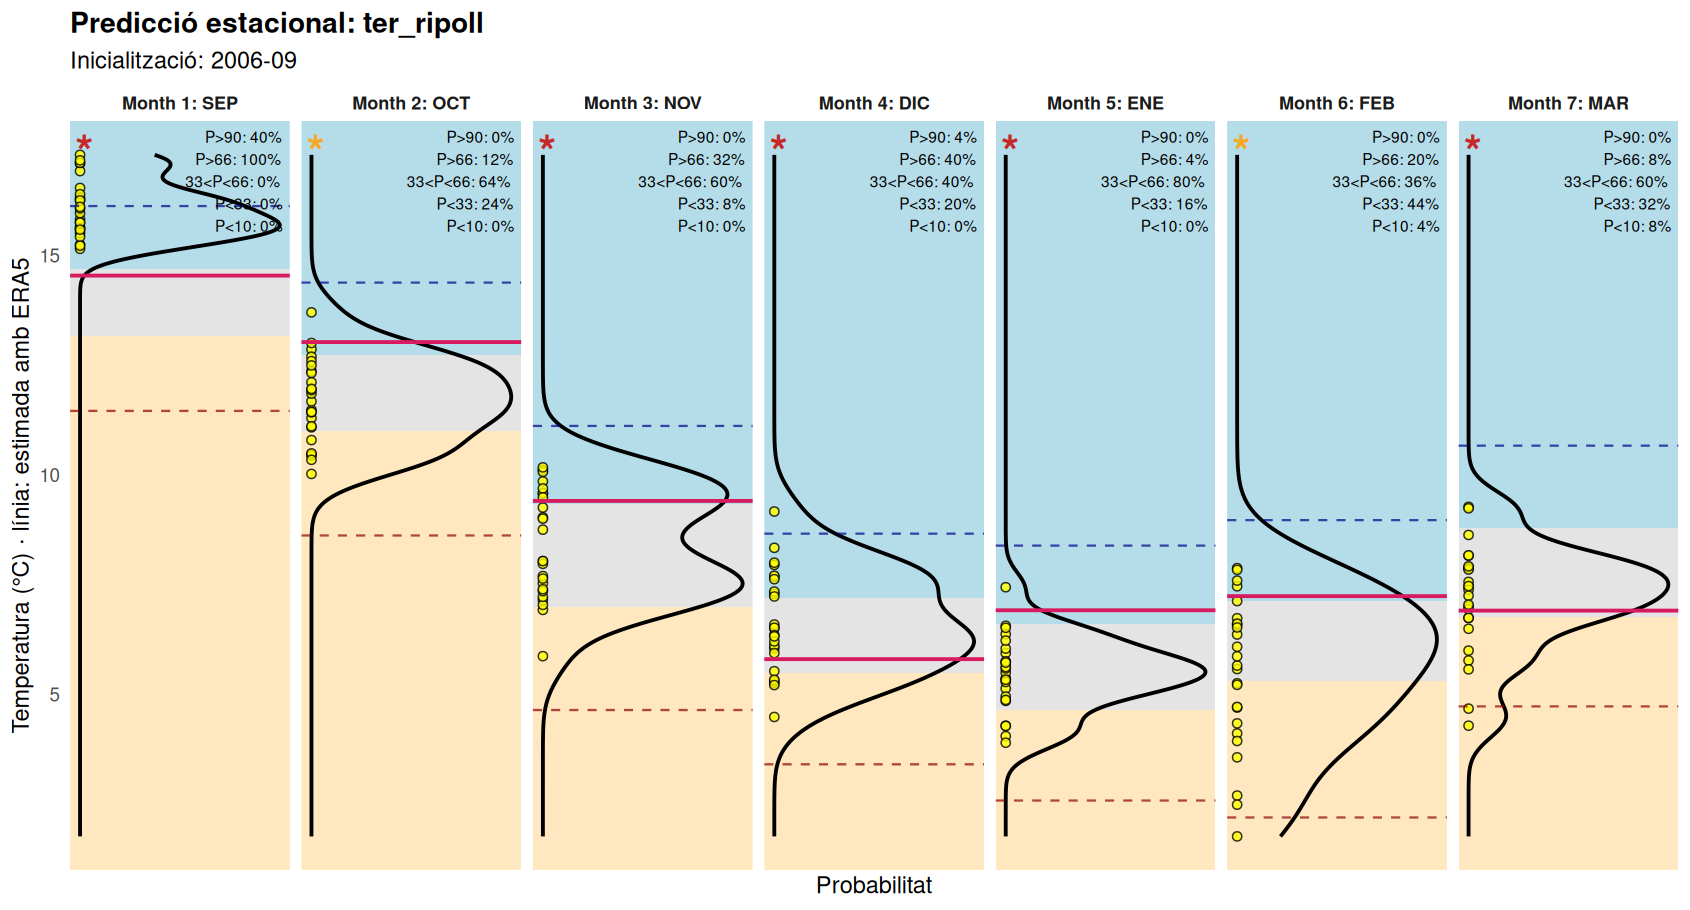 Predicció estacional: ter_ripoll
Inicialització: 2006-09
Month 1: SEP
Month 2: OCT
Month 3: NOV
Month 4: DIC
Month 5: ENE
Month 6: FEB
Month 7: MAR
P>90: 40%
P>66: 100%
33<P<66: 0%
P<33: 0%
P<10: 0%
P>90: 0%
P>66: 12%
33<P<66: 64%
P<33: 24%
P<10: 0%
P>90: 0%
P>66: 32%
33<P<66: 60%
P<33: 8%
P<10: 0%
P>90: 4%
P>66: 40%
33<P<66: 40%
P<33: 20%
P<10: 0%
P>90: 0%
P>66: 4%
33<P<66: 80%
P<33: 16%
P<10: 0%
P>90: 0%
P>66: 20%
33<P<66: 36%
P<33: 44%
P<10: 4%
P>90: 0%
P>66: 8%
33<P<66: 60%
P<33: 32%
P<10: 8%
15
10
5
Temperatura (°C) · línia: estimada amb ERA5
Probabilitat